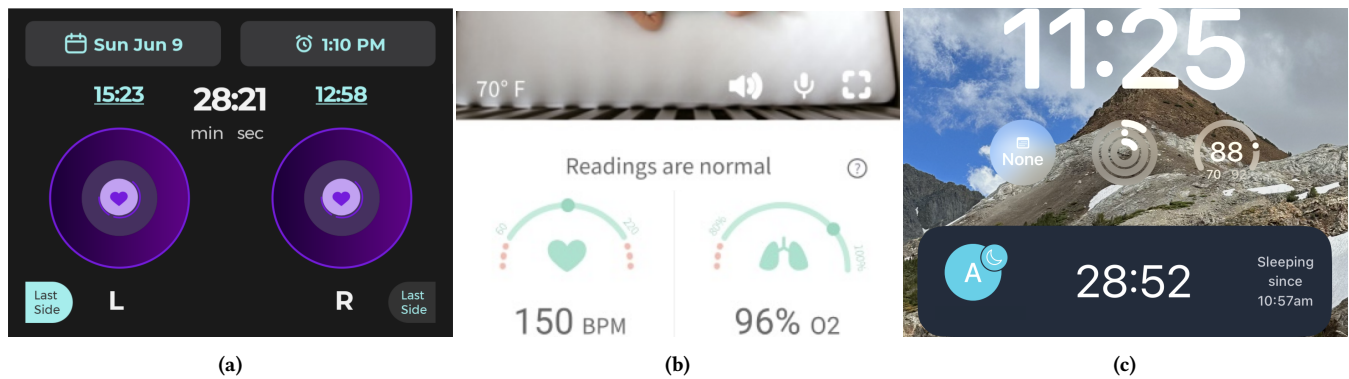 Sun Jun 9
1:10 PM
15:23
28:21
12:58
min sec
Last
Side
L
R
Last
Side
(a)
70° F
Readings are normal
?
60
220
80%
100%
150 BPM
96% O2
(b)
11:25
None
88
70 92
A
28:52
Sleeping
since
10:57am
(c)